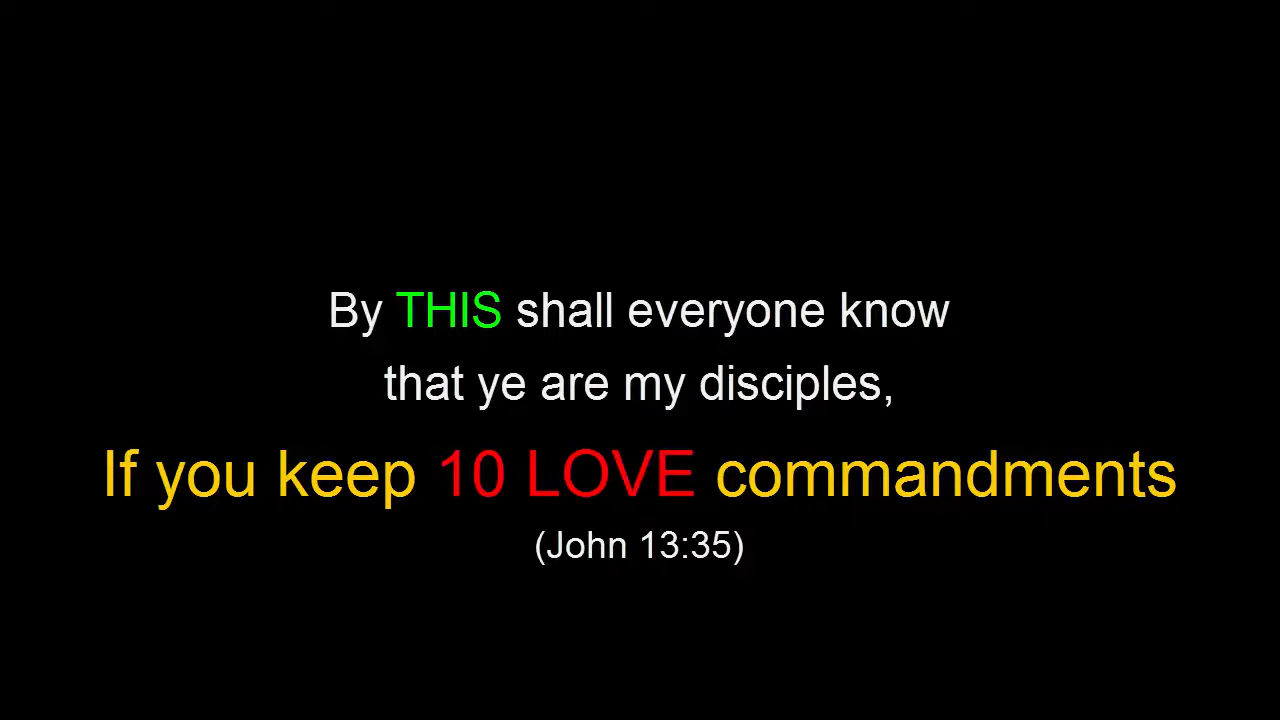 By THIS shall everyone know
that ye are my disciples,
If you keep 10 LOVE commandments
(John 13:35)